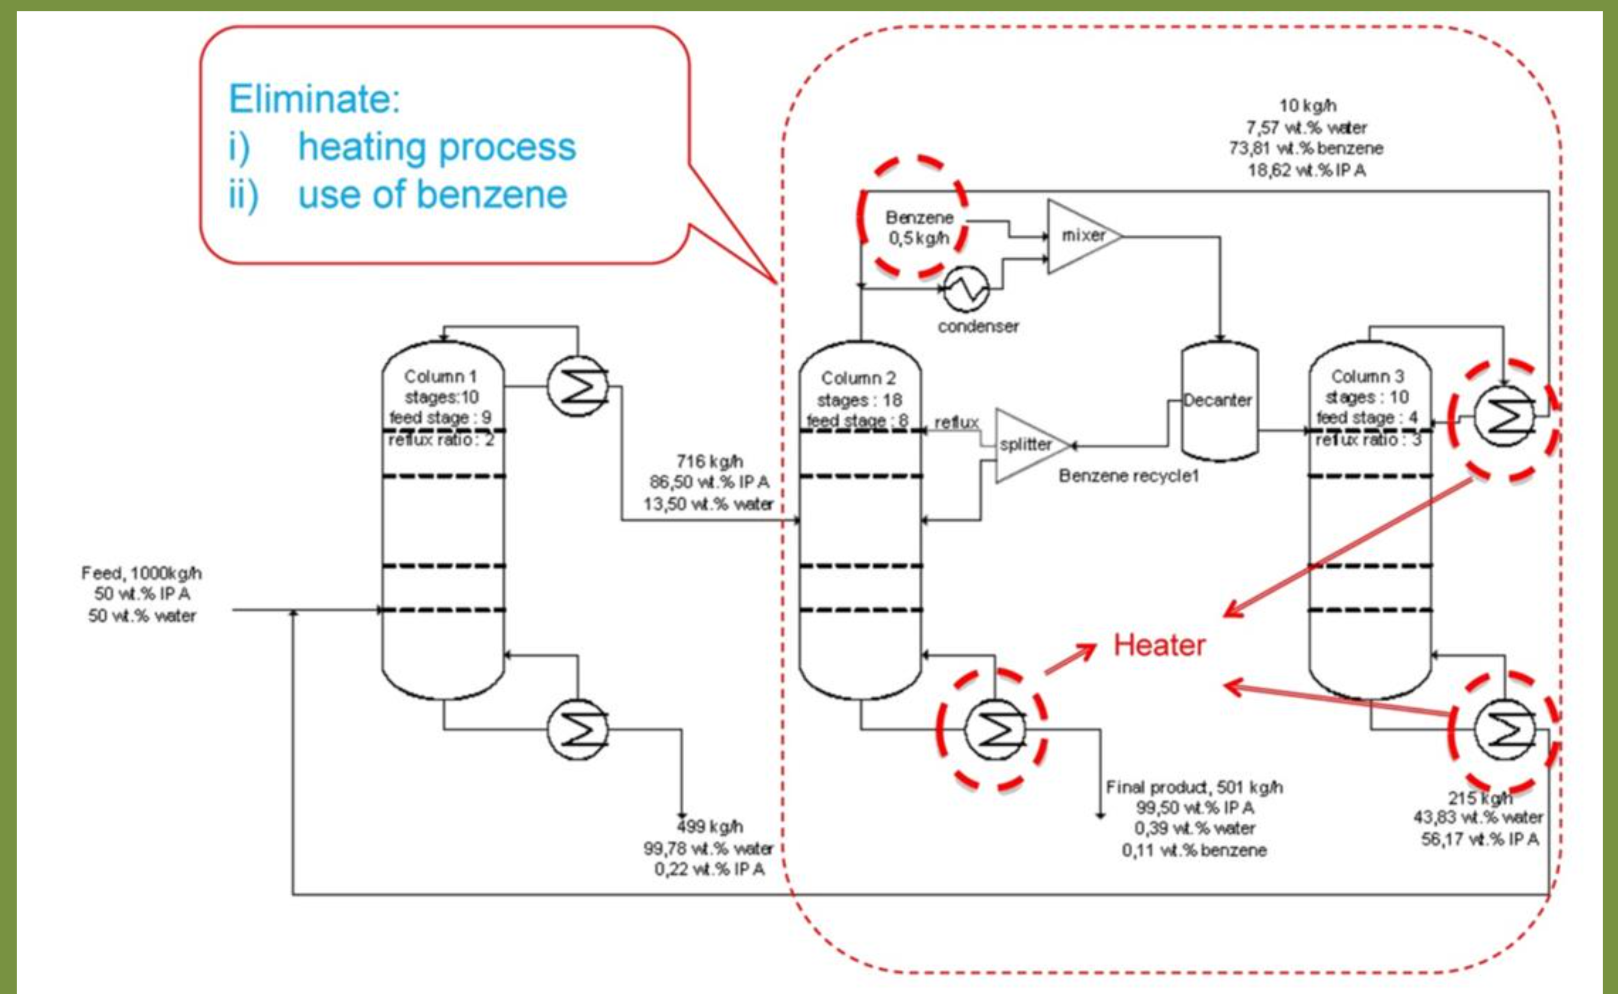 Eliminate:
i) heating process
ii) use of benzene
10 kg/h
7,57 wt.% water
73,81 wt.% benzene
18,62 wt.% IPA
Benzene
0,5 kg/h
mixer
condenser
Column 1
stages:10
feed stage : 9
reflux ratio : 2
Column 2
stages : 18
feed stage : 8
reflux
splitter
Decanter
Benzene recycle1
Column 3
stages : 10
feed stage : 4
reflux ratio : 3
716 kg/h
86,50 wt.% IPA
13,50 wt.% water
Feed, 1000kg/h
50 wt.% IPA
50 wt.% water
Heater
499 kg/h
99,78 wt.% water
0,22 wt.% IPA
Final product, 501 kg/h
99,50 wt.% IPA
0,39 wt.% water
0,11 wt.% benzene
215 kg/h
43,83 wt.% water
56,17 wt.% IPA